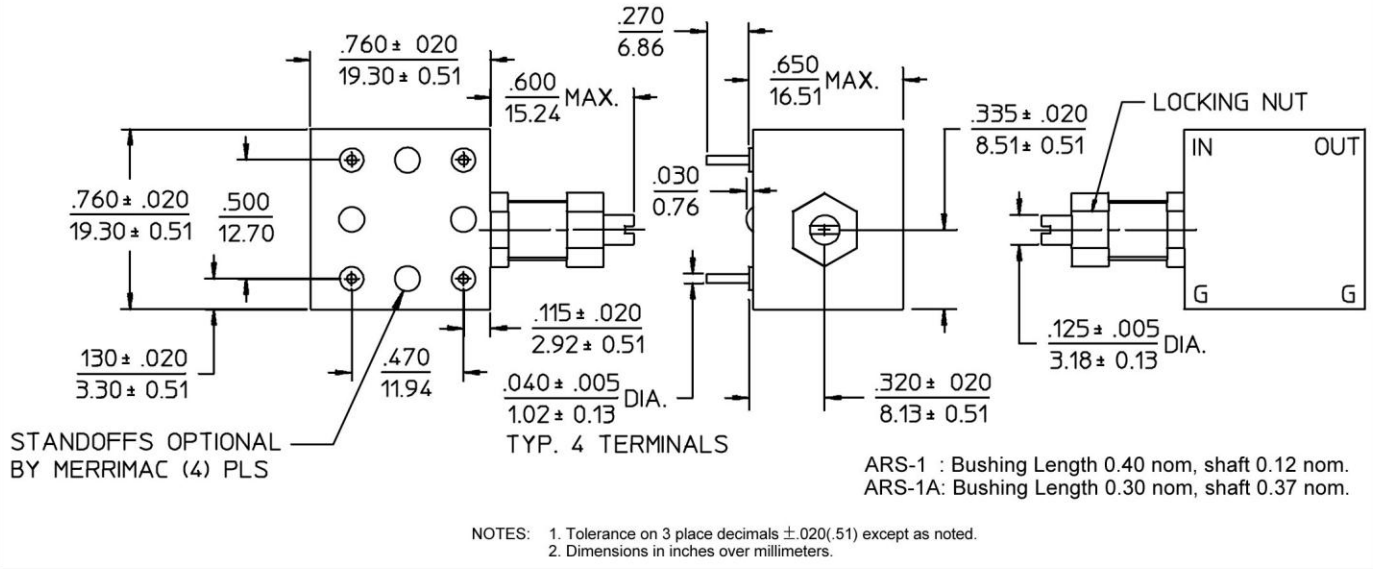 .760 ± 020
19.30 ± 0.51
.600
15.24
MAX.
.270
6.86
.650
16.51
MAX.
.335 ± .020
8.51 ± 0.51
LOCKING NUT
IN
OUT
G
G
.760 ± .020
19.30 ± 0.51
.500
12.70
.030
0.76
.130 ± .020
3.30 ± 0.51
.470
11.94
.115 ± .020
2.92 ± 0.51
.040 ± .005
1.02 ± 0.13
DIA.
TYP. 4 TERMINALS
.320 ± 020
8.13 ± 0.51
.125 ± .005
3.18 ± 0.13
DIA.
STANDOFFS OPTIONAL
BY MERRIMAC (4) PLS
ARS-1 : Bushing Length 0.40 nom, shaft 0.12 nom.
ARS-1A: Bushing Length 0.30 nom, shaft 0.37 nom.
NOTES: 1. Tolerance on 3 place decimals ±.020(.51) except as noted.
2. Dimensions in inches over millimeters.